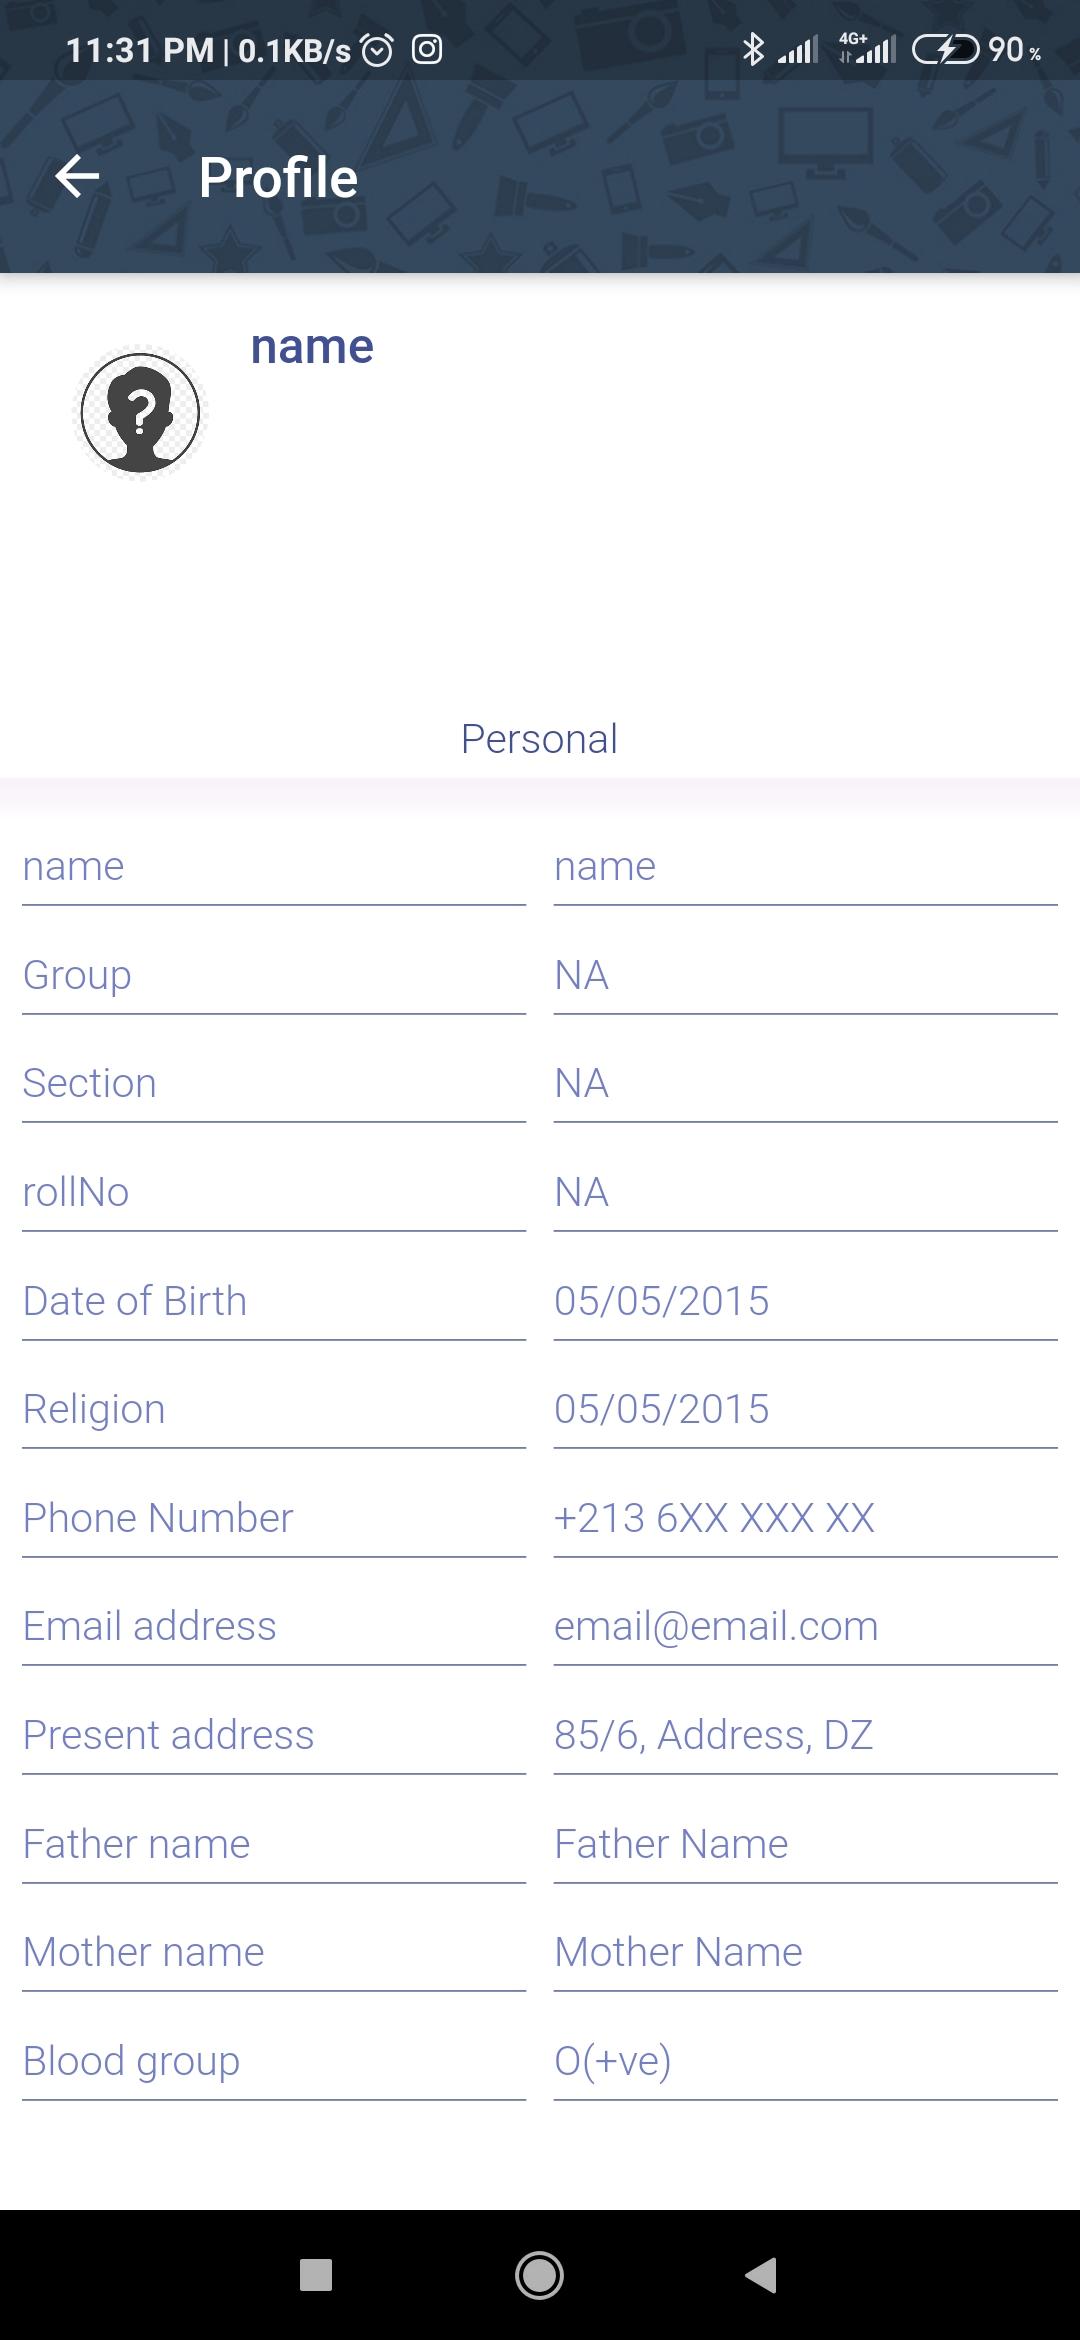 11:31 PM | 0.1KB/s 4G+ 90 %
Profile
name
Personal
name name
Group NA
Section NA
rollNo NA
Date of Birth 05/05/2015
Religion 05/05/2015
Phone Number +213 6XX XXX XX
Email address email@email.com
Present address 85/6, Address, DZ
Father name Father Name
Mother name Mother Name
Blood group O(+ve)